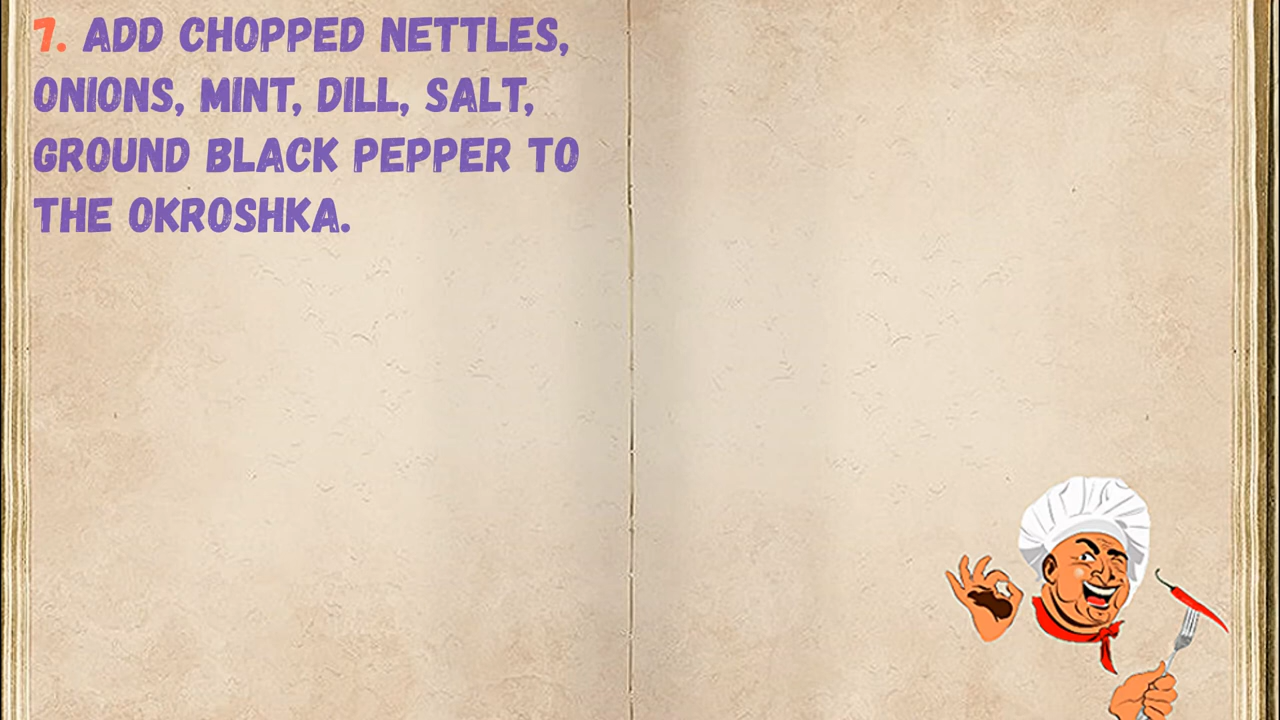 7. ADD CHOPPED NETTLES,
ONIONS, MINT, DILL, SALT,
GROUND BLACK PEPPER TO
THE OKROSHKA.